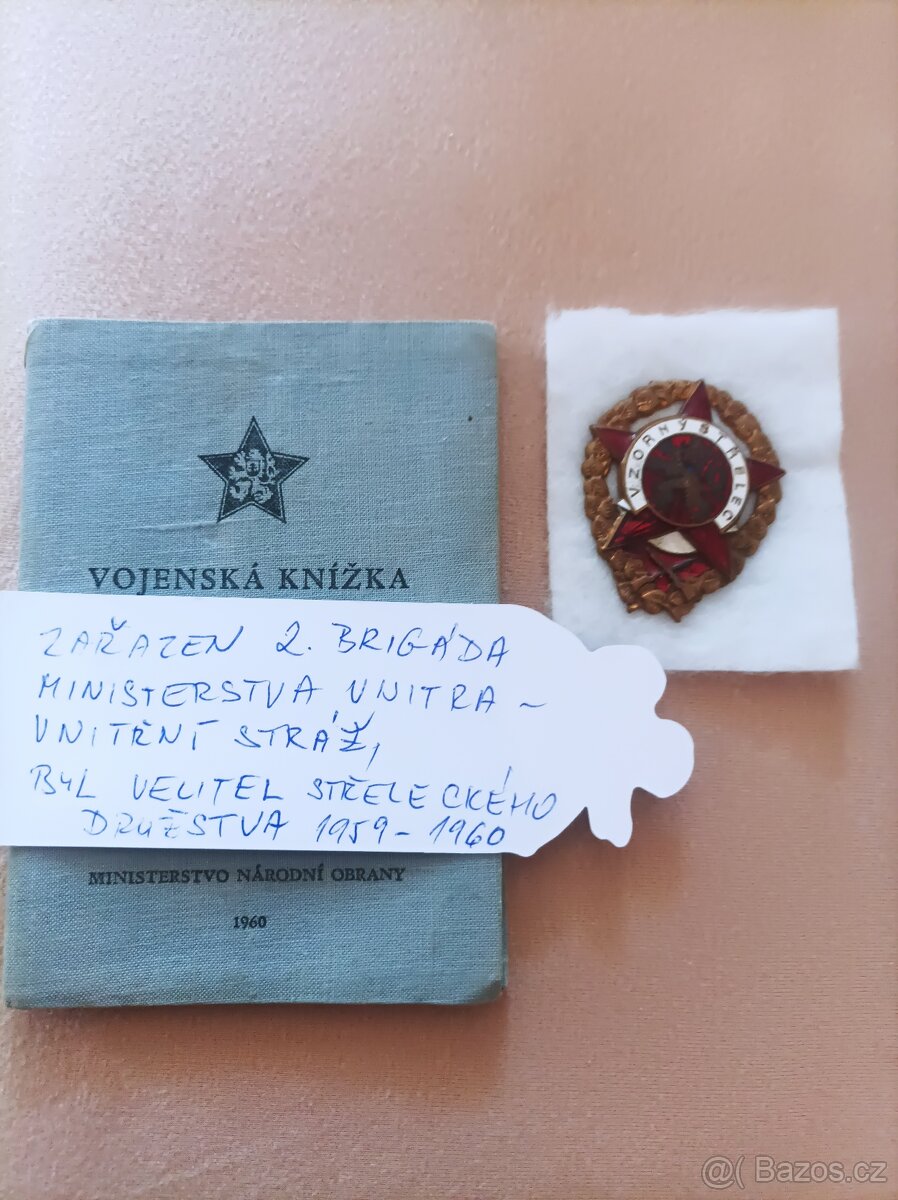 VOJENSKÁ KNÍŽKA
ZAŘAZEN 2. BRIGÁDA
MINISTERSTVA VNITRA ~
VNITŘNÍ STRÁŽ,
BYL VELITEL STŘELECKÉHO
DRUŽSTVA 1959 - 1960
MINISTERSTVO NÁRODNÍ OBRANY
1960
VZORNÝ STŘELEC
@( Bazos.cz